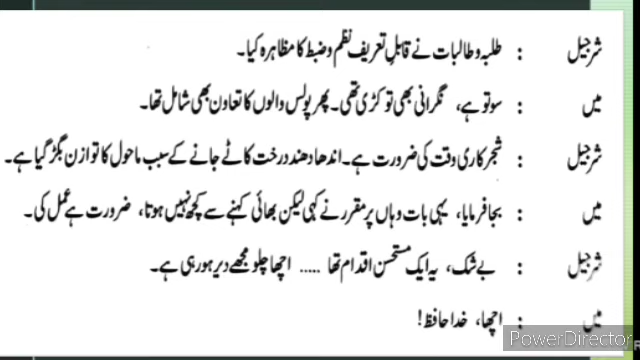 شرجیل : طلبہ و طالبات نے قابلِ تعریف نظم و ضبط کا مظاہرہ کیا۔
میں : سو تو ہے، نگرانی بھی تو کڑی تھی۔ پھر پولس والوں کا تعاون بھی شامل تھا۔
شرجیل : شجرکاری وقت کی ضرورت ہے۔ اندھا دھند درخت کاٹے جانے کے سبب ماحول کا توازن بگڑ گیا ہے۔
میں : بجا فرمایا، یہی بات وہاں پر مقرر نے کہی لیکن بھائی کہنے سے کچھ نہیں ہوتا، ضرورت ہے عمل کی۔
شرجیل : بے شک، یہ ایک مستحسن اقدام تھا ..... اچھا چلو مجھے دیر ہو رہی ہے۔
میں : اچھا، خدا حافظ!
PowerDirector